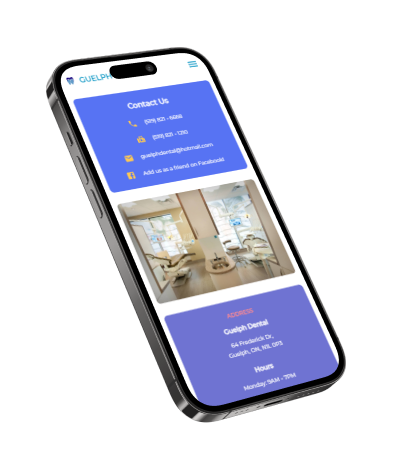 GUELPH
Contact Us
(519) 821 - 5868
(519) 821 - 1210
guelphdental@hotmail.com
Add us as a friend on Facebook!
ADDRESS
Guelph Dental
64 Frederick Dr,
Guelph, ON, N1L 0P3
Hours
Monday: 9AM - 7PM